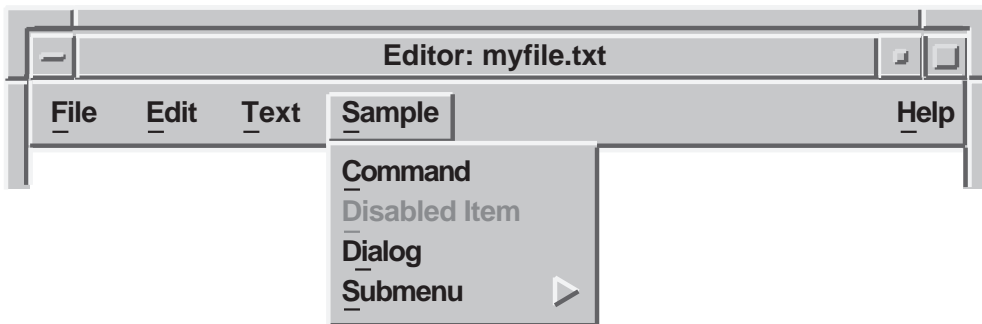 Editor: myfile.txt
File Edit Text Sample Help
Command
Disabled Item
Dialog
Submenu